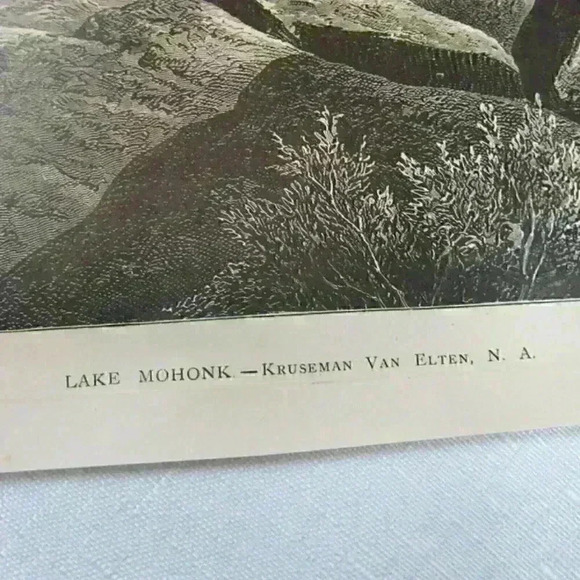 LAKE MOHONK.—KRUSEMAN VAN ELTEN, N. A.